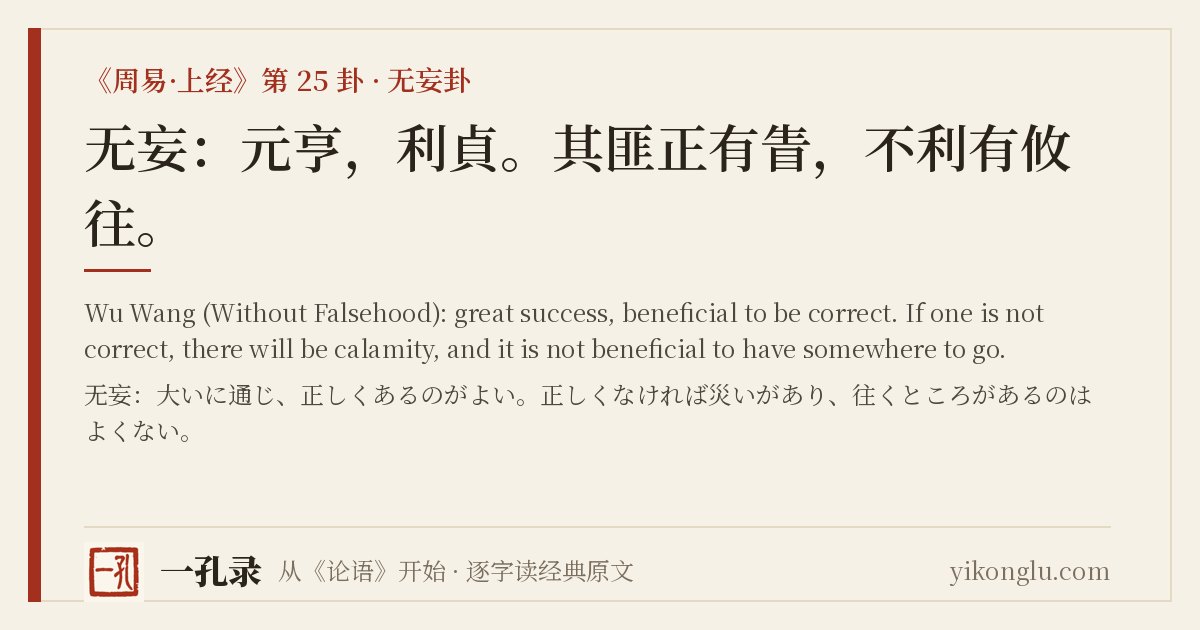 《周易·上经》第 25 卦 · 无妄卦
无妄：元亨，利貞。其匪正有眚，不利有攸
往。
Wu Wang (Without Falsehood): great success, beneficial to be correct. If one is not
correct, there will be calamity, and it is not beneficial to have somewhere to go.
无妄：大いに通じ、正しくあるのがよい。正しくなければ災いがあり、往くところがあるのは
よくない。
一孔
一孔录
从《论语》开始 · 逐字读经典原文
yikonglu.com